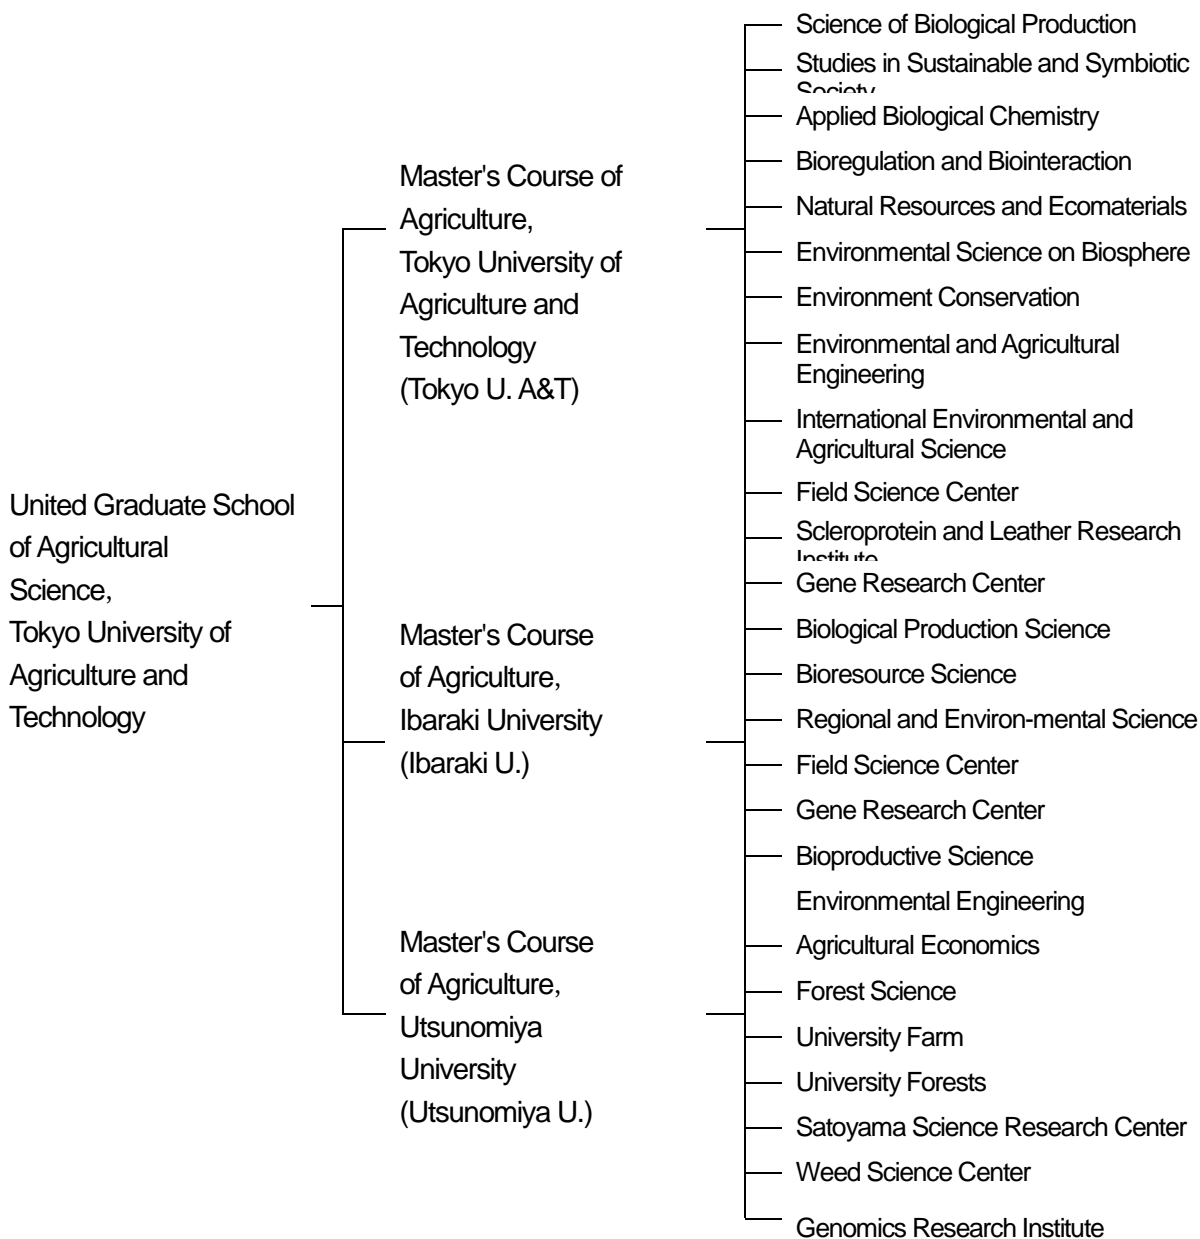 United Graduate School
of Agricultural
Science,
Tokyo University of
Agriculture and
Technology
Master's Course of
Agriculture,
Tokyo University of
Agriculture and
Technology
(Tokyo U. A&T)
Master's Course
of Agriculture,
Ibaraki University
(Ibaraki U.)
Master's Course
of Agriculture,
Utsunomiya
University
(Utsunomiya U.)
Science of Biological Production
Studies in Sustainable and Symbiotic
Society
Applied Biological Chemistry
Bioregulation and Biointeraction
Natural Resources and Ecomaterials
Environmental Science on Biosphere
Environment Conservation
Environmental and Agricultural
Engineering
International Environmental and
Agricultural Science
Field Science Center
Scleroprotein and Leather Research
Institute
Gene Research Center
Biological Production Science
Bioresource Science
Regional and Environ-mental Science
Field Science Center
Gene Research Center
Bioproductive Science
Environmental Engineering
Agricultural Economics
Forest Science
University Farm
University Forests
Satoyama Science Research Center
Weed Science Center
Genomics Research Institute